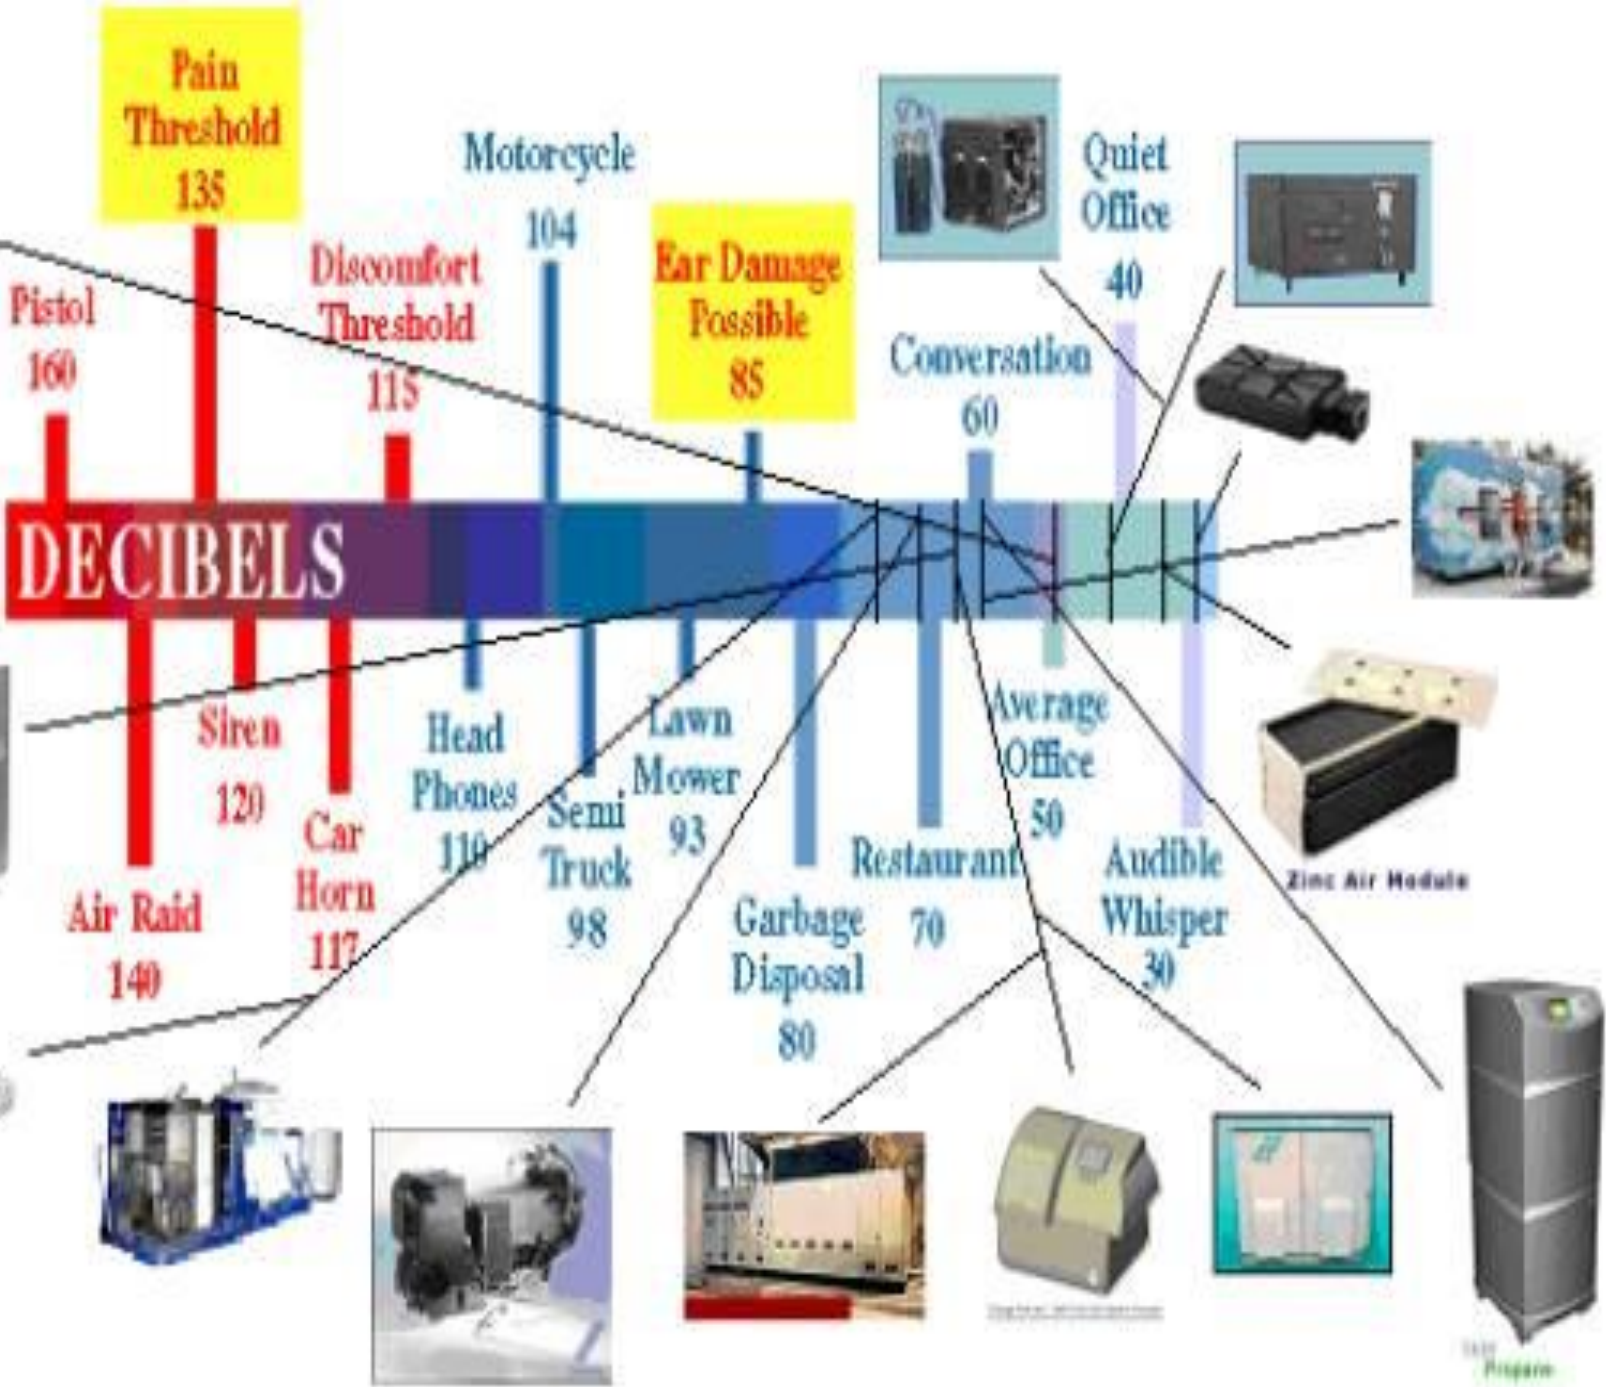 Pain
Threshold
135
Motorcycle
104
Quiet
Office
40
Pistol
160
Discomfort
Threshold
115
Ear Damage
Possible
85
Conversation
60
DECIBELS
Air Raid
140
Siren
120
Car
Horn
117
Head
Phones
110
Semi
Truck
98
Lawn
Mower
93
Garbage
Disposal
80
Restaurant
70
Average
Office
50
Audible
Whisper
30
Zinc Air Module
Propane